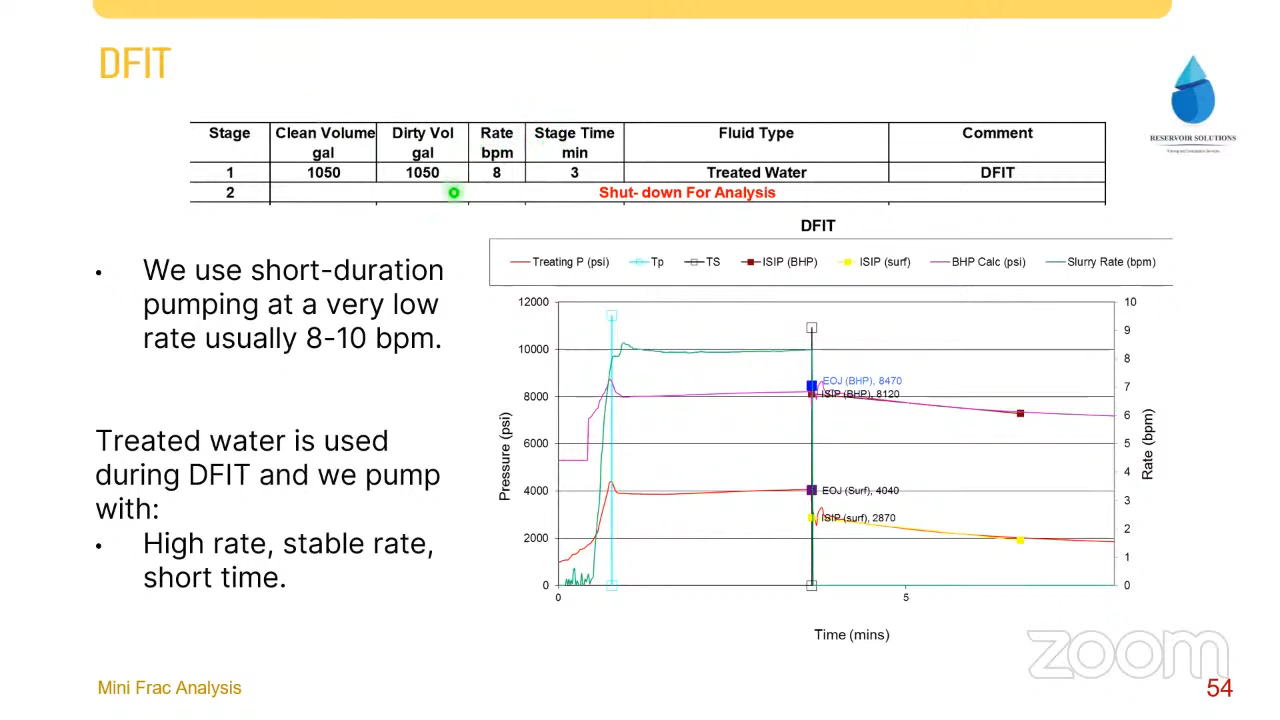 DFIT
RESERVOIR SOLUTIONS
Stage Clean Volume gal Dirty Vol gal Rate bpm Stage Time min Fluid Type Comment
1 1050 1050 8 3 Treated Water DFIT
2 Shut- down For Analysis
• We use short-duration
pumping at a very low
rate usually 8-10 bpm.
Treated water is used
during DFIT and we pump
with:
• High rate, stable rate,
short time.
DFIT
Treating P (psi) Tp TS ISIP (BHP) ISIP (surf) BHP Calc (psi) Slurry Rate (bpm)
12000
10000
8000
6000
4000
2000
0
Pressure (psi)
EOJ (BHP), 8470
ISIP (BHP), 8120
EOJ (Surf), 4040
ISIP (surf), 2870
10
9
8
7
6
5
4
3
2
1
0
Rate (bpm)
0 5
Time (mins)
zoom
Mini Frac Analysis
54